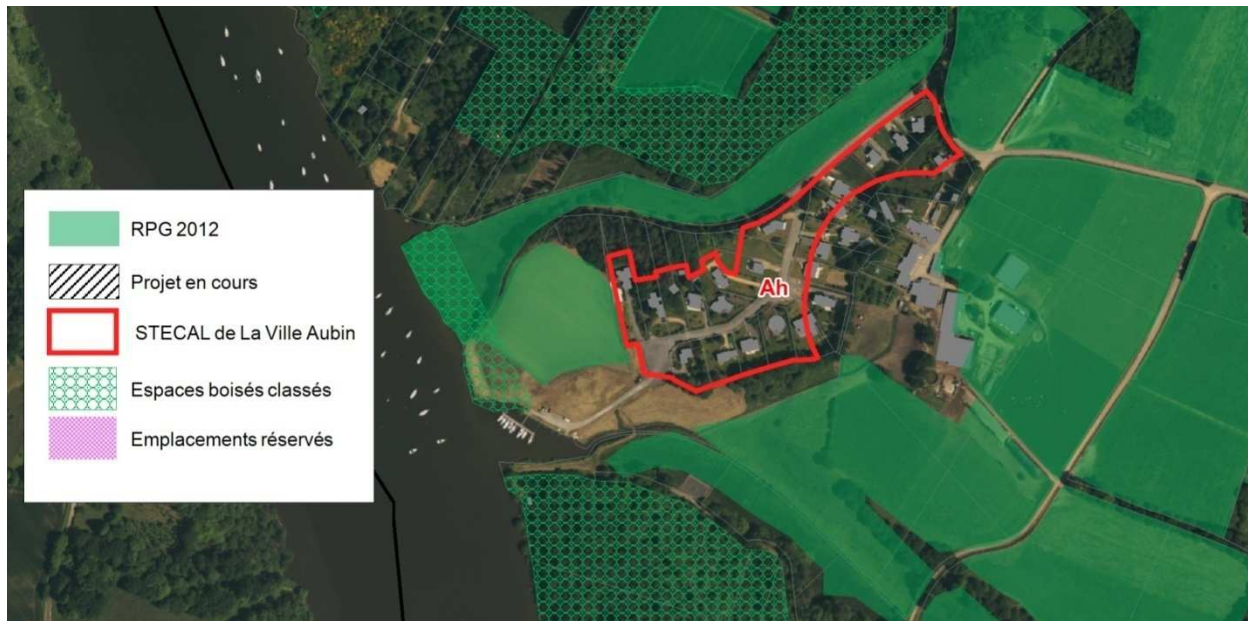 RPG 2012
Projet en cours
STECAL de La Ville Aubin
Espaces boisés classés
Emplacements réservés
Ah